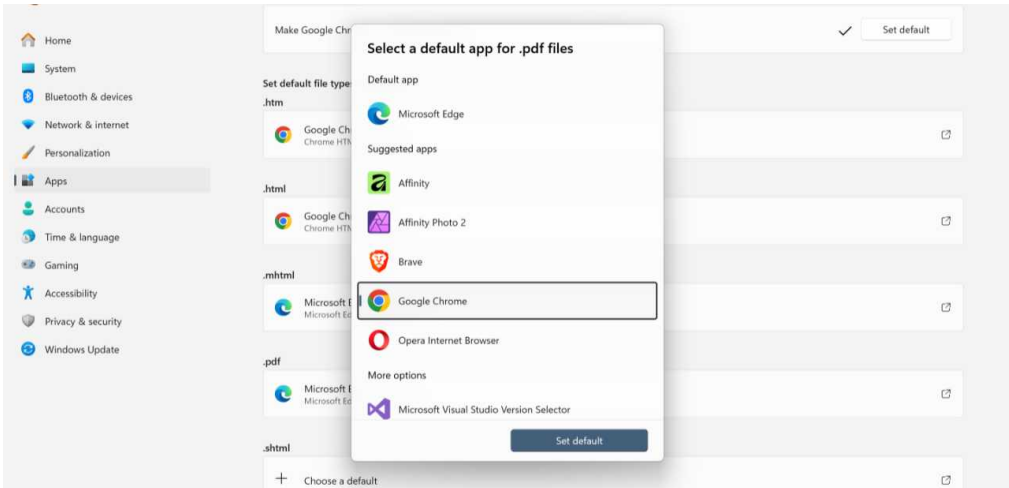 Home
System
Bluetooth & devices
Network & internet
Personalization
Apps
Accounts
Time & language
Gaming
Accessibility
Privacy & security
Windows Update
Make Google Chr
Set default
Set default file type
.htm
Google Ch
Chrome HTM
.html
Google Ch
Chrome HTM
.mhtml
Microsoft E
Microsoft Ed
.pdf
Microsoft E
Microsoft Ed
.shtml
Choose a default
Select a default app for .pdf files
Default app
Microsoft Edge
Suggested apps
Affinity
Affinity Photo 2
Brave
Google Chrome
Opera Internet Browser
More options
Microsoft Visual Studio Version Selector
Set default